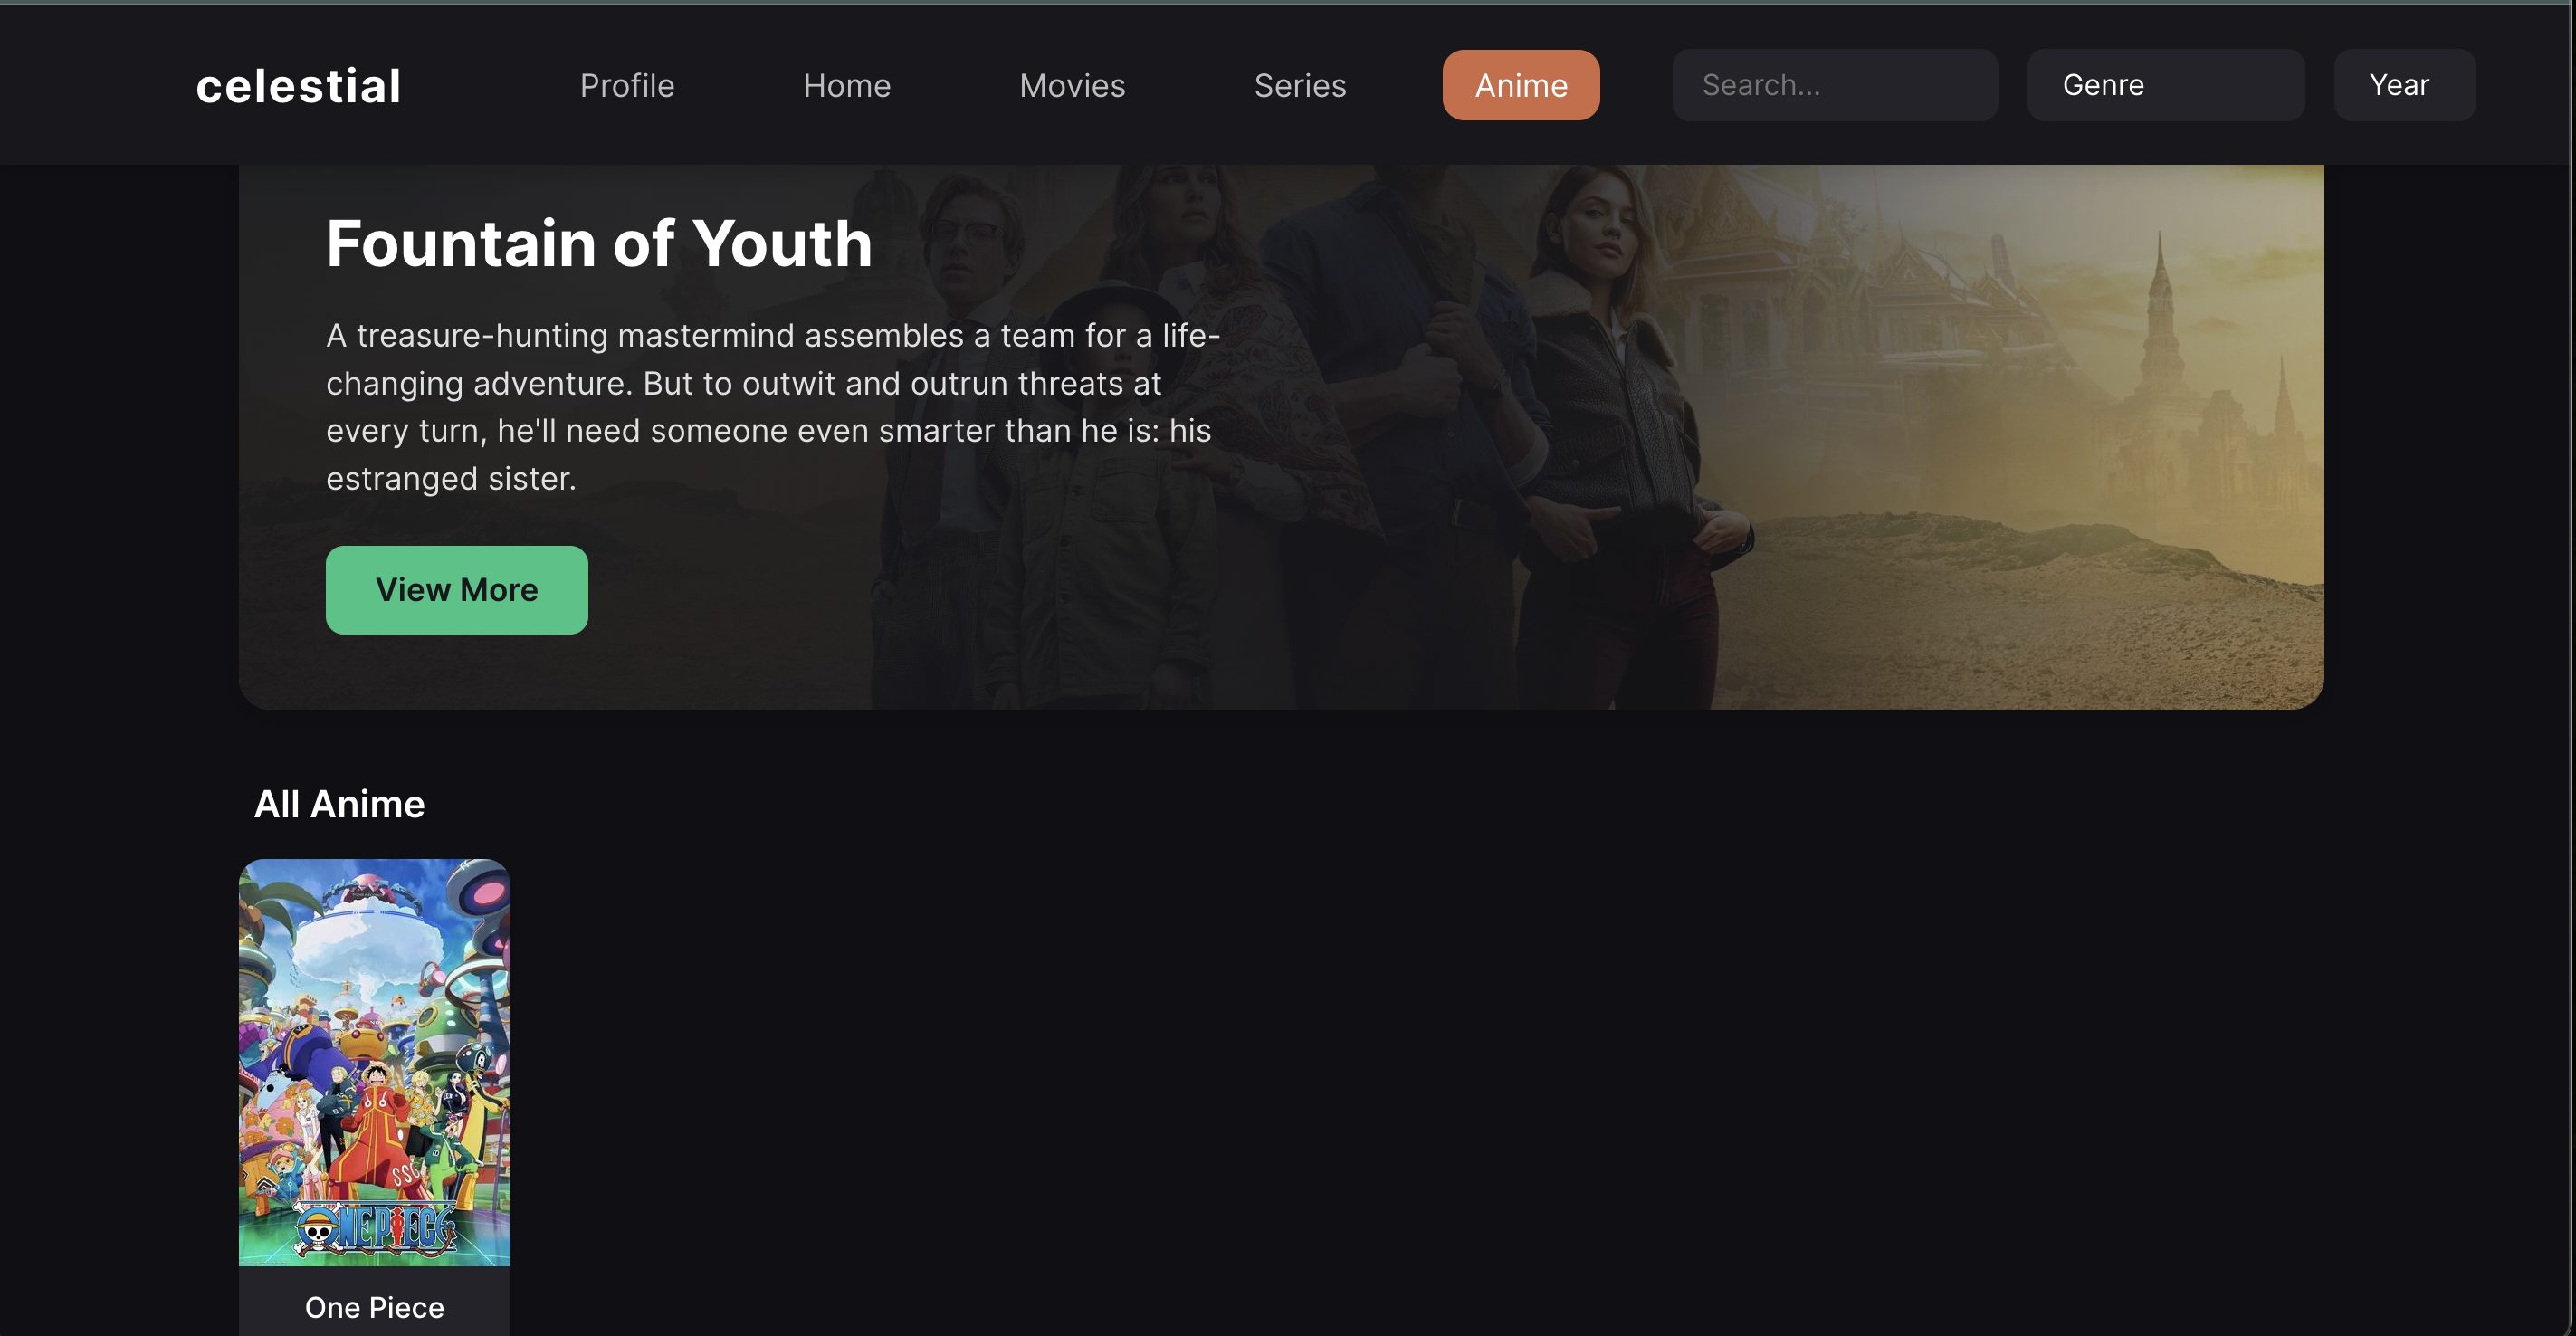 celestial Profile Home Movies Series Anime Search... Genre Year
Fountain of Youth
A treasure-hunting mastermind assembles a team for a life-
changing adventure. But to outwit and outrun threats at
every turn, he'll need someone even smarter than he is: his
estranged sister.
View More
All Anime
SSG
ONE PIECE
One Piece